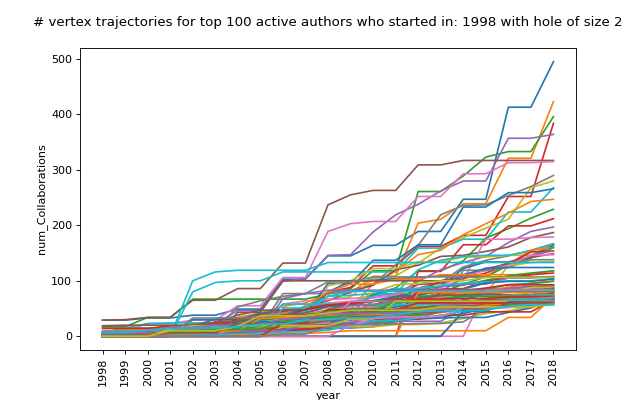 # vertex trajectories for top 100 active authors who started in: 1998 with hole of size 2
500
400
300
200
100
0
num_Collaborations
1998 1999 2000 2001 2002 2003 2004 2005 2006 2007 2008 2009 2010 2011 2012 2013 2014 2015 2016 2017 2018
year